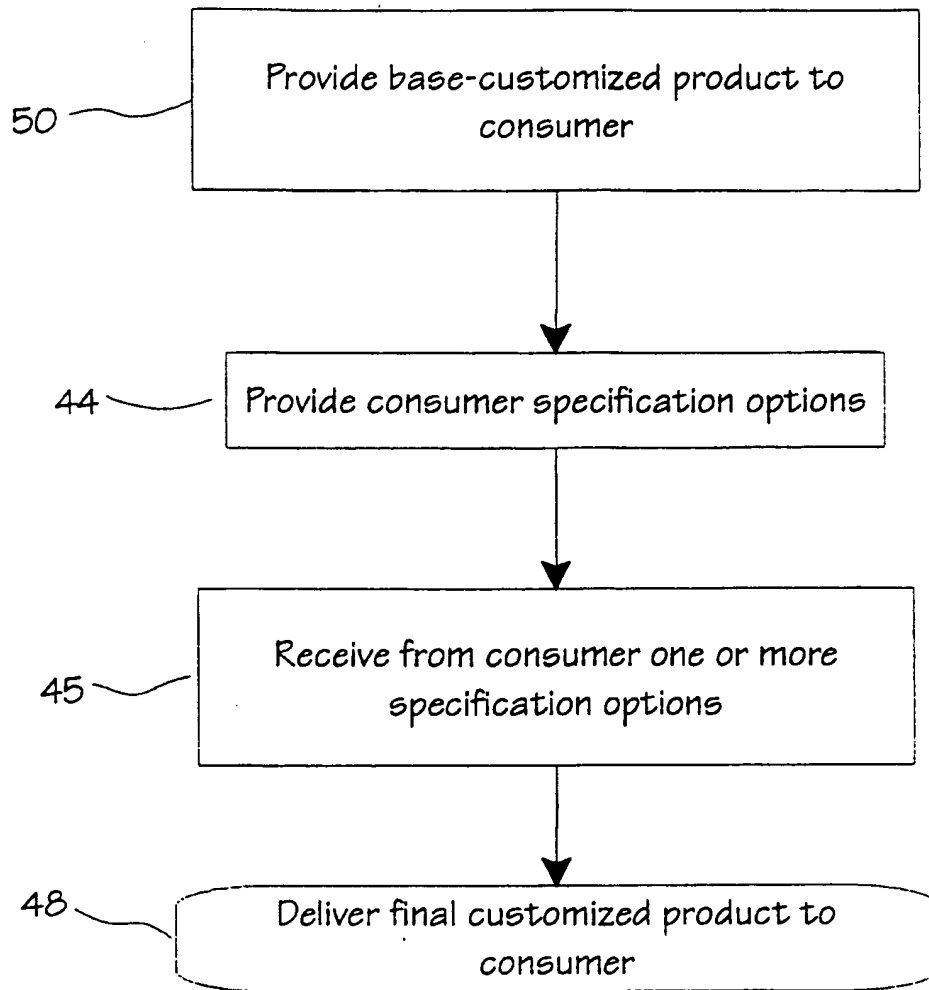 50
Provide base-customized product to
consumer
44
Provide consumer specification options
45
Receive from consumer one or more
specification options
48
Deliver final customized product to
consumer